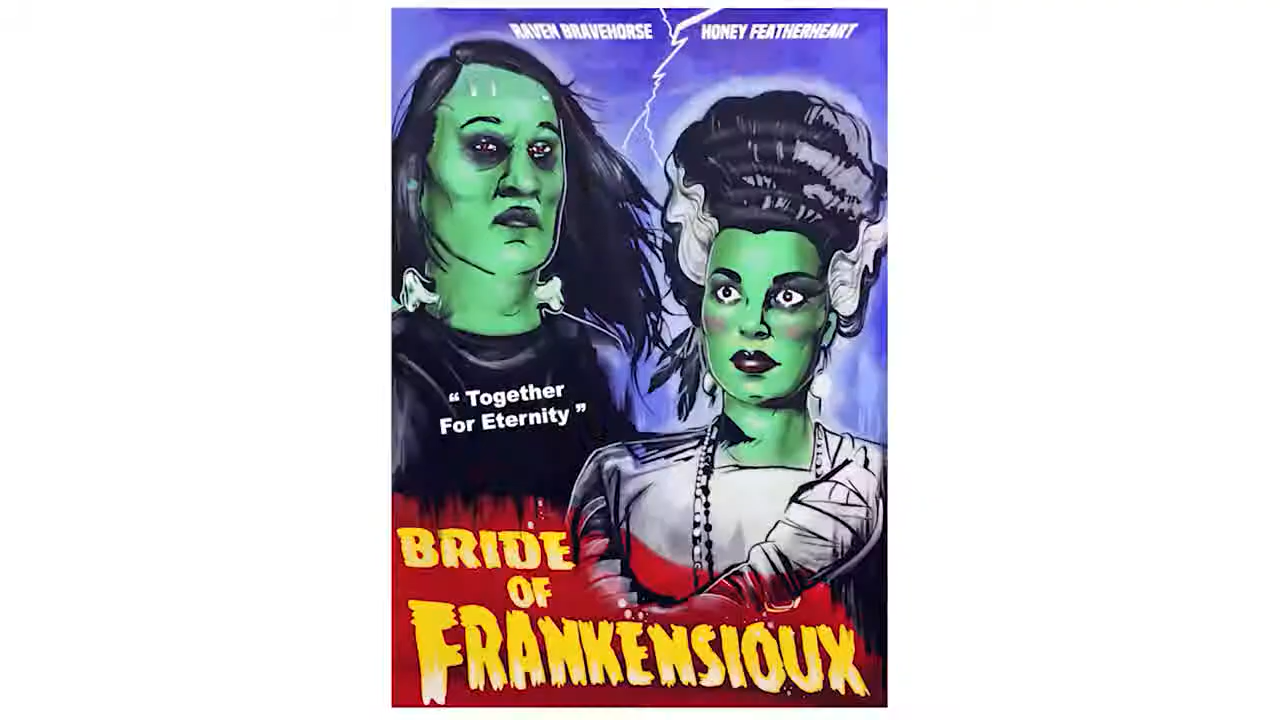 RAVEN BRAVEHORSE HONEY FEATHERHEART
“ Together
For Eternity ”
BRIDE
OF
FRANKENSIOUX